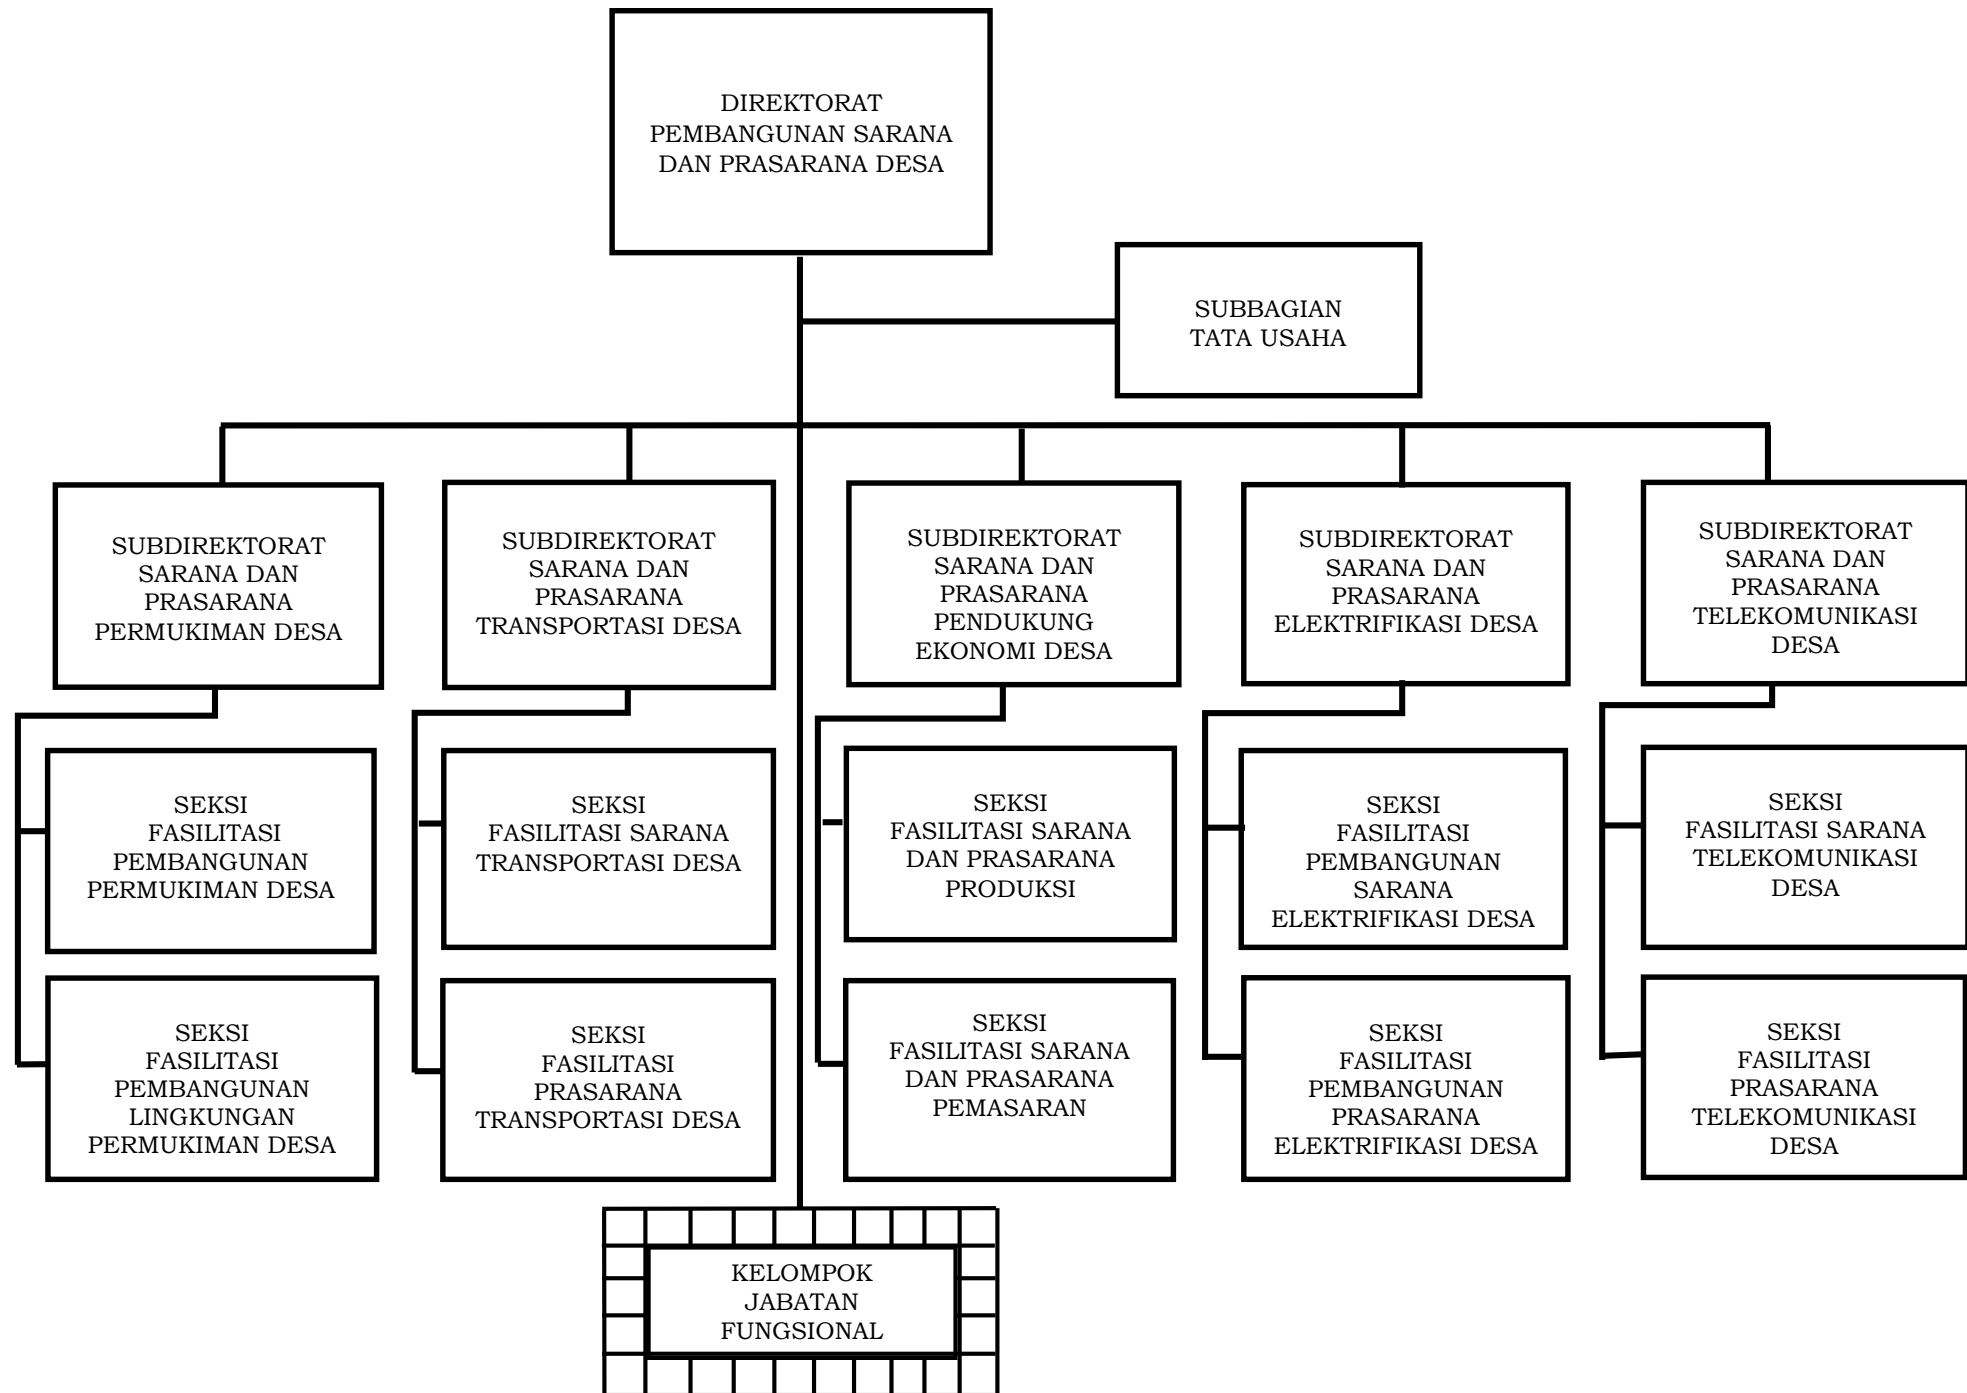 DIREKTORAT
PEMBANGUNAN SARANA
DAN PRASARANA DESA
SUBBAGIAN
TATA USAHA
SUBDIREKTORAT
SARANA DAN
PRASARANA
PERMUKIMAN DESA
SUBDIREKTORAT
SARANA DAN
PRASARANA
TRANSPORTASI DESA
SUBDIREKTORAT
SARANA DAN
PRASARANA
PENDUKUNG
EKONOMI DESA
SUBDIREKTORAT
SARANA DAN
PRASARANA
ELEKTRIFIKASI DESA
SUBDIREKTORAT
SARANA DAN
PRASARANA
TELEKOMUNIKASI
DESA
SEKSI
FASILITASI
PEMBANGUNAN
PERMUKIMAN DESA
SEKSI
FASILITASI SARANA
TRANSPORTASI DESA
SEKSI
FASILITASI SARANA
DAN PRASARANA
PRODUKSI
SEKSI
FASILITASI
PEMBANGUNAN
SARANA
ELEKTRIFIKASI DESA
SEKSI
FASILITASI SARANA
TELEKOMUNIKASI
DESA
SEKSI
FASILITASI
PEMBANGUNAN
LINGKUNGAN
PERMUKIMAN DESA
SEKSI
FASILITASI
PRASARANA
TRANSPORTASI DESA
SEKSI
FASILITASI SARANA
DAN PRASARANA
PEMASARAN
SEKSI
FASILITASI
PEMBANGUNAN
PRASARANA
ELEKTRIFIKASI DESA
SEKSI
FASILITASI
PRASARANA
TELEKOMUNIKASI
DESA
KELOMPOK
JABATAN
FUNGSIONAL